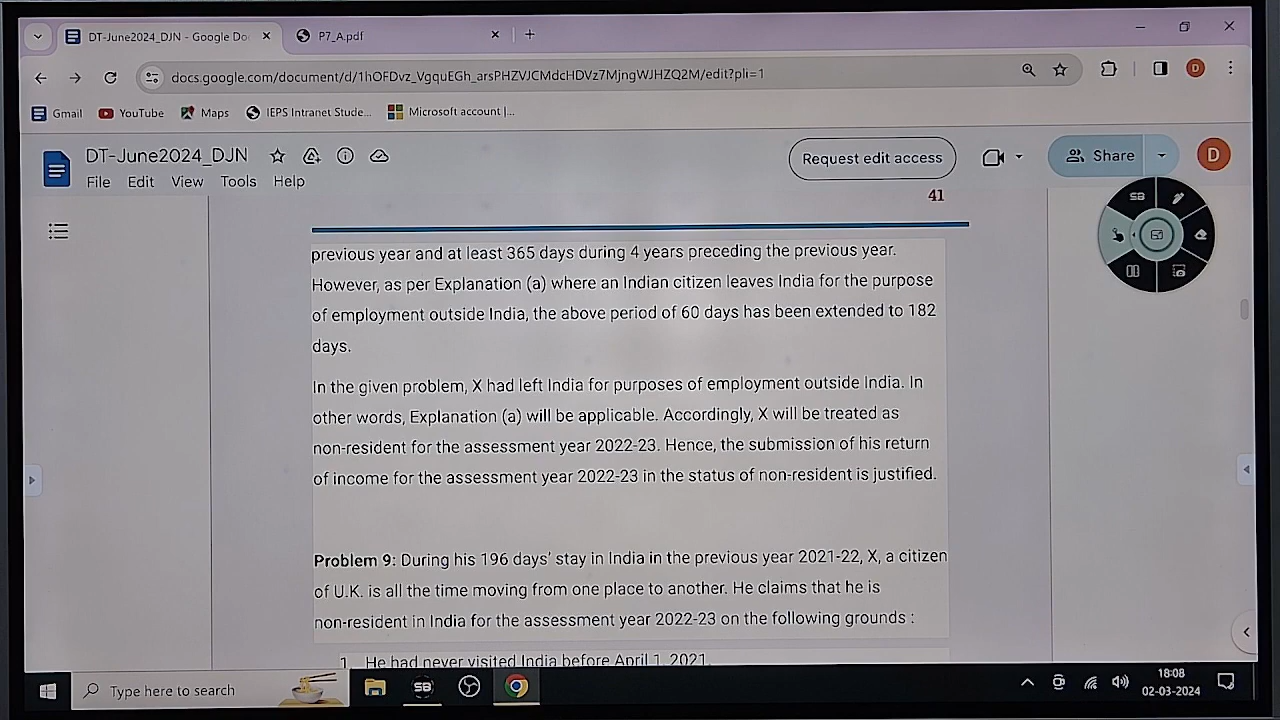 DT-June2024_DJN - Google Do
P7_A.pdf
docs.google.com/document/d/1hOFDvz_VgquEGh_arsPHZVJCMdcHDVz7MjngWJHZQ2M/edit?pli=1
D
Gmail
YouTube
Maps
IEPS Intranet Stude...
Microsoft account |...
DT-June2024_DJN
Request edit access
Share
D
File Edit View Tools Help
41
SB
previous year and at least 365 days during 4 years preceding the previous year.
However, as per Explanation (a) where an Indian citizen leaves India for the purpose
of employment outside India, the above period of 60 days has been extended to 182
days.
In the given problem, X had left India for purposes of employment outside India. In
other words, Explanation (a) will be applicable. Accordingly, X will be treated as
non-resident for the assessment year 2022-23. Hence, the submission of his return
of income for the assessment year 2022-23 in the status of non-resident is justified.
Problem 9: During his 196 days' stay in India in the previous year 2021-22, X, a citizen
of U.K. is all the time moving from one place to another. He claims that he is
non-resident in India for the assessment year 2022-23 on the following grounds :
1. He had never visited India before April 1, 2021.
Type here to search
SB
18:08
02-03-2024